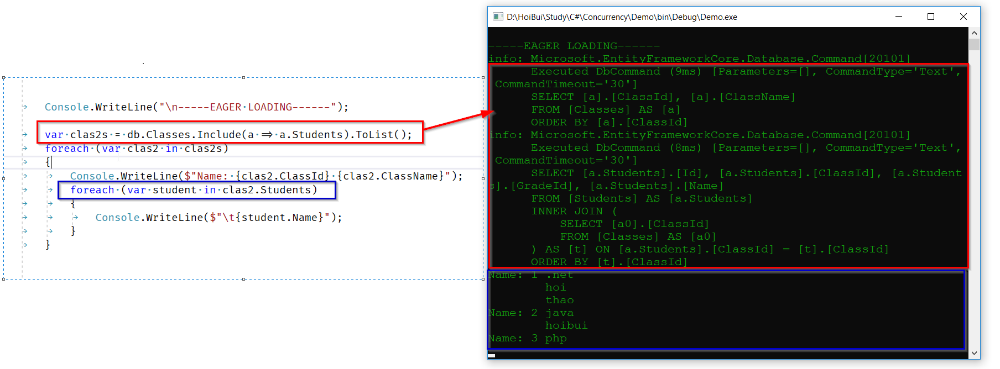 Console.WriteLine("\n-----EAGER LOADING------");
var clas2s = db.Classes.Include(a => a.Students).ToList();
foreach (var clas2 in clas2s)
{
Console.WriteLine($"Name: {clas2.ClassId} {clas2.ClassName}");
foreach (var student in clas2.Students)
{
Console.WriteLine($"\t{student.Name}");
}
}
D:\HoiBui\Study\C#\Concurrency\Demo\bin\Debug\Demo.exe
-----EAGER LOADING------
info: Microsoft.EntityFrameworkCore.Database.Command[20101]
Executed DbCommand (9ms) [Parameters=[], CommandType='Text',
CommandTimeout='30']
SELECT [a].[ClassId], [a].[ClassName]
FROM [Classes] AS [a]
ORDER BY [a].[ClassId]
info: Microsoft.EntityFrameworkCore.Database.Command[20101]
Executed DbCommand (8ms) [Parameters=[], CommandType='Text',
CommandTimeout='30']
SELECT [a.Students].[Id], [a.Students].[ClassId], [a.Student
s].[GradeId], [a.Students].[Name]
FROM [Students] AS [a.Students]
INNER JOIN (
SELECT [a0].[ClassId]
FROM [Classes] AS [a0]
) AS [t] ON [a.Students].[ClassId] = [t].[ClassId]
ORDER BY [t].[ClassId]
Name: 1 .net
hoi
thao
Name: 2 java
hoibui
Name: 3 php